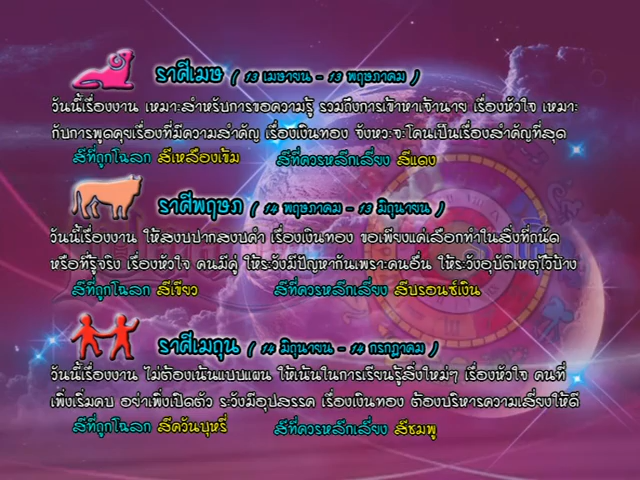 ราศีเมษ ( 13 เมษายน - 13 พฤษภาคม )
วันนี้เรื่องงาน เหมาะสำหรับการขอความรู้ รวมถึงการเข้าหาเจ้านาย เรื่องหัวใจ เหมาะ
กับการพูดคุยเรื่องที่มีความสำคัญ เรื่องเงินทอง จังหวะจะโคนเป็นเรื่องสำคัญที่สุด
สีที่ถูกโฉลก สีเหลืองเข้ม สีที่ควรหลีกเลี่ยง สีแดง
ราศีพฤษภ ( 14 พฤษภาคม - 13 มิถุนายน )
วันนี้เรื่องงาน ให้สงบปากสงบคำ เรื่องเงินทอง ขอเพียงแค่เลือกทำในสิ่งที่ถนัด
หรือที่รู้จริง เรื่องหัวใจ คนมีคู่ ให้ระวังมีปัญหากันเพราะคนอื่น ให้ระวังอุบัติเหตุไว้บ้าง
สีที่ถูกโฉลก สีเขียว สีที่ควรหลีกเลี่ยง สีบรอนซ์เงิน
ราศีเมถุน ( 14 มิถุนายน - 14 กรกฎาคม )
วันนี้เรื่องงาน ไม่ต้องเน้นแบบแผน ให้เน้นในการเรียนรู้สิ่งใหม่ๆ เรื่องหัวใจ คนที่
เพิ่งเริ่มคบ อย่าเพิ่งเปิดตัว ระวังมีอุปสรรค เรื่องเงินทอง ต้องบริหารความเสี่ยงให้ดี
สีที่ถูกโฉลก สีควันบุหรี่ สีที่ควรหลีกเลี่ยง สีชมพู